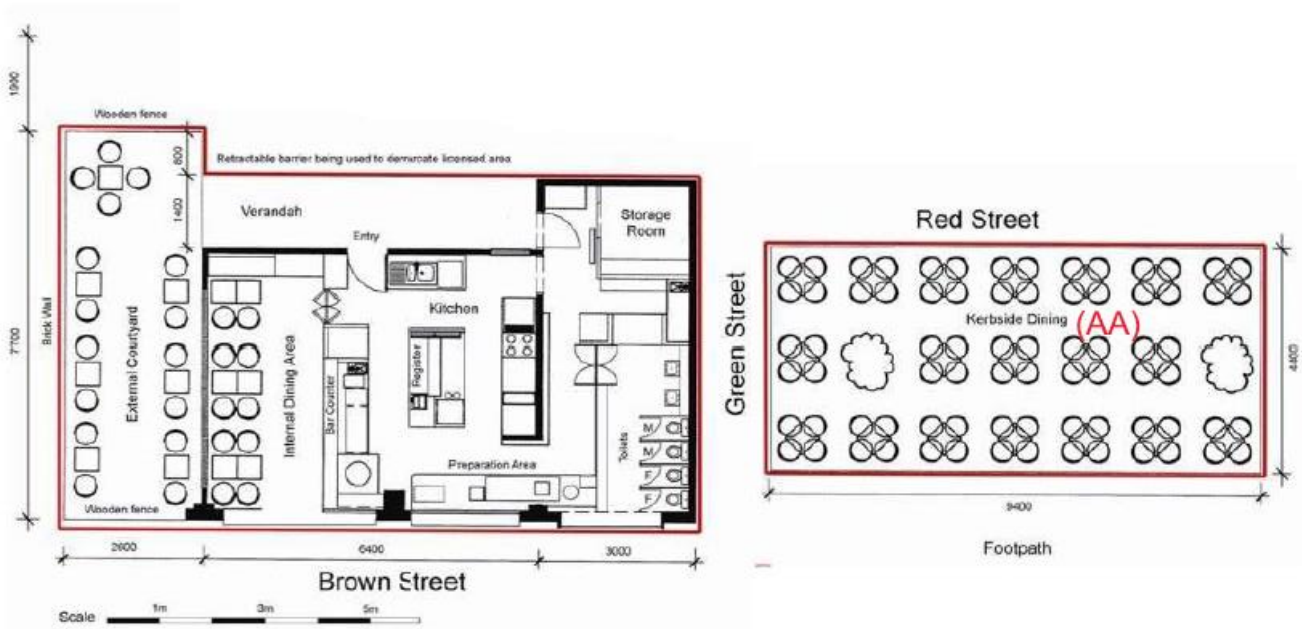 1900
Wooden fence
600
Retractable barrier being used to demarcate licensed area
1400
Verandah
Entry
Storage
Room
7700
Brick Wall
External Courtyard
Internal Dining Area
Bar Counter
Kitchen
Register
Preparation Area
Toilets
M
M
F
F
Wooden fence
2600
6400
3000
Brown Street
Scale
1m
3m
5m
Red Street
Green Street
Kerbside Dining (AA)
4400
9400
Footpath